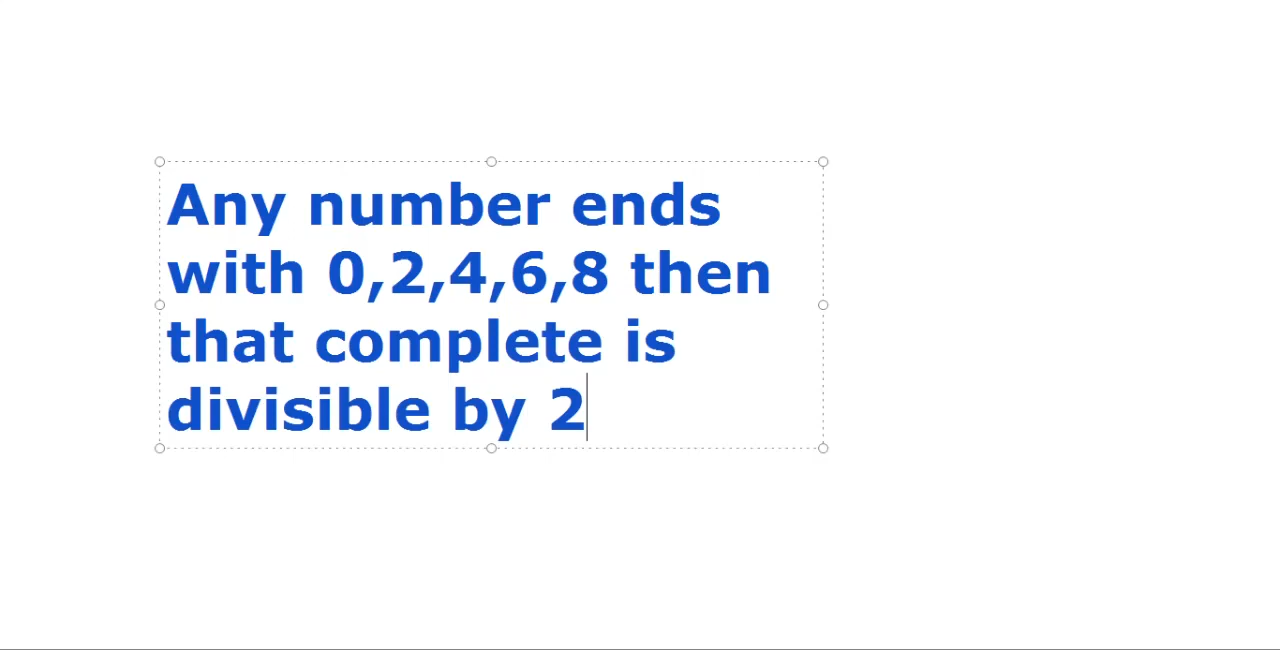 Any number ends
with 0,2,4,6,8 then
that complete is
divisible by 2